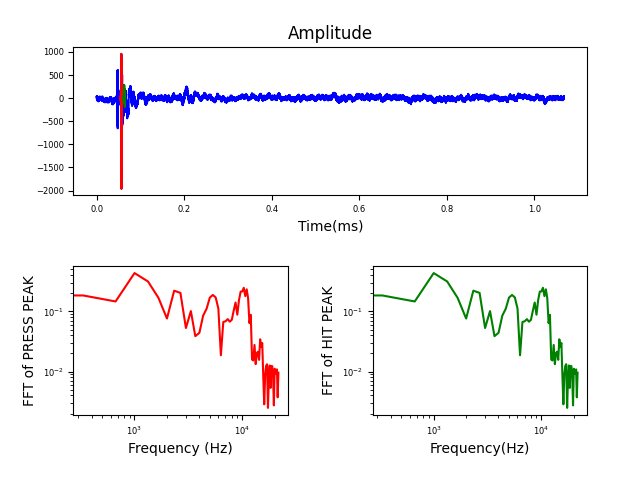 Amplitude
1000
500
0
−500
−1000
−1500
−2000
0.0 0.2 0.4 0.6 0.8 1.0
Time(ms)
FFT of PRESS PEAK
10⁻¹
10⁻²
10³ 10⁴
Frequency (Hz)
FFT of HIT PEAK
10⁻¹
10⁻²
10³ 10⁴
Frequency(Hz)